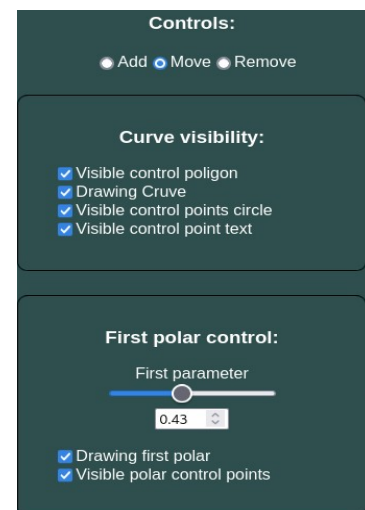 Controls:
Add Move Remove
Curve visibility:
Visible control poligon
Drawing Cruve
Visible control points circle
Visible control point text
First polar control:
First parameter
0.43
Drawing first polar
Visible polar control points